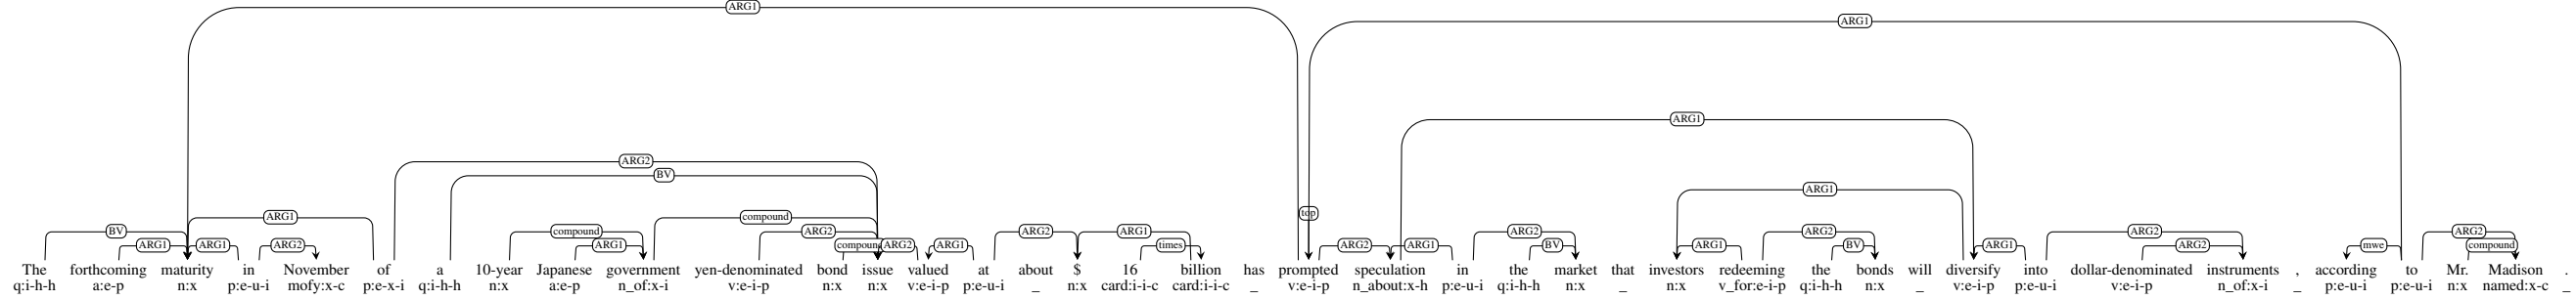 ARG1
ARG1
ARG1
ARG2
BV
ARG1
top
BV ARG1 compound compound ARG2 ARG2 ARG1 ARG2 ARG2 ARG2 ARG2
ARG1 ARG1 ARG2 ARG1 compound ARG2 ARG1 times ARG2 ARG1 BV ARG1 BV ARG1 ARG2 mwe compound
The forthcoming maturity in November of a 10-year Japanese government yen-denominated bond issue valued at about $ 16 billion has prompted speculation in the market that investors redeeming the bonds will diversify into dollar-denominated instruments , according to Mr. Madison .
q:i-h-h a:e-p n:x p:e-u-i mofy:x-c p:e-x-i q:i-h-h n:x a:e-p n_of:x-i v:e-i-p n:x n:x v:e-i-p p:e-u-i _ n:x card:i-i-c card:i-i-c _ v:e-i-p n_about:x-h p:e-u-i q:i-h-h n:x _ n:x v_for:e-i-p q:i-h-h n:x _ v:e-i-p p:e-u-i v:e-i-p n_of:x-i _ p:e-u-i p:e-u-i n:x named:x-c _